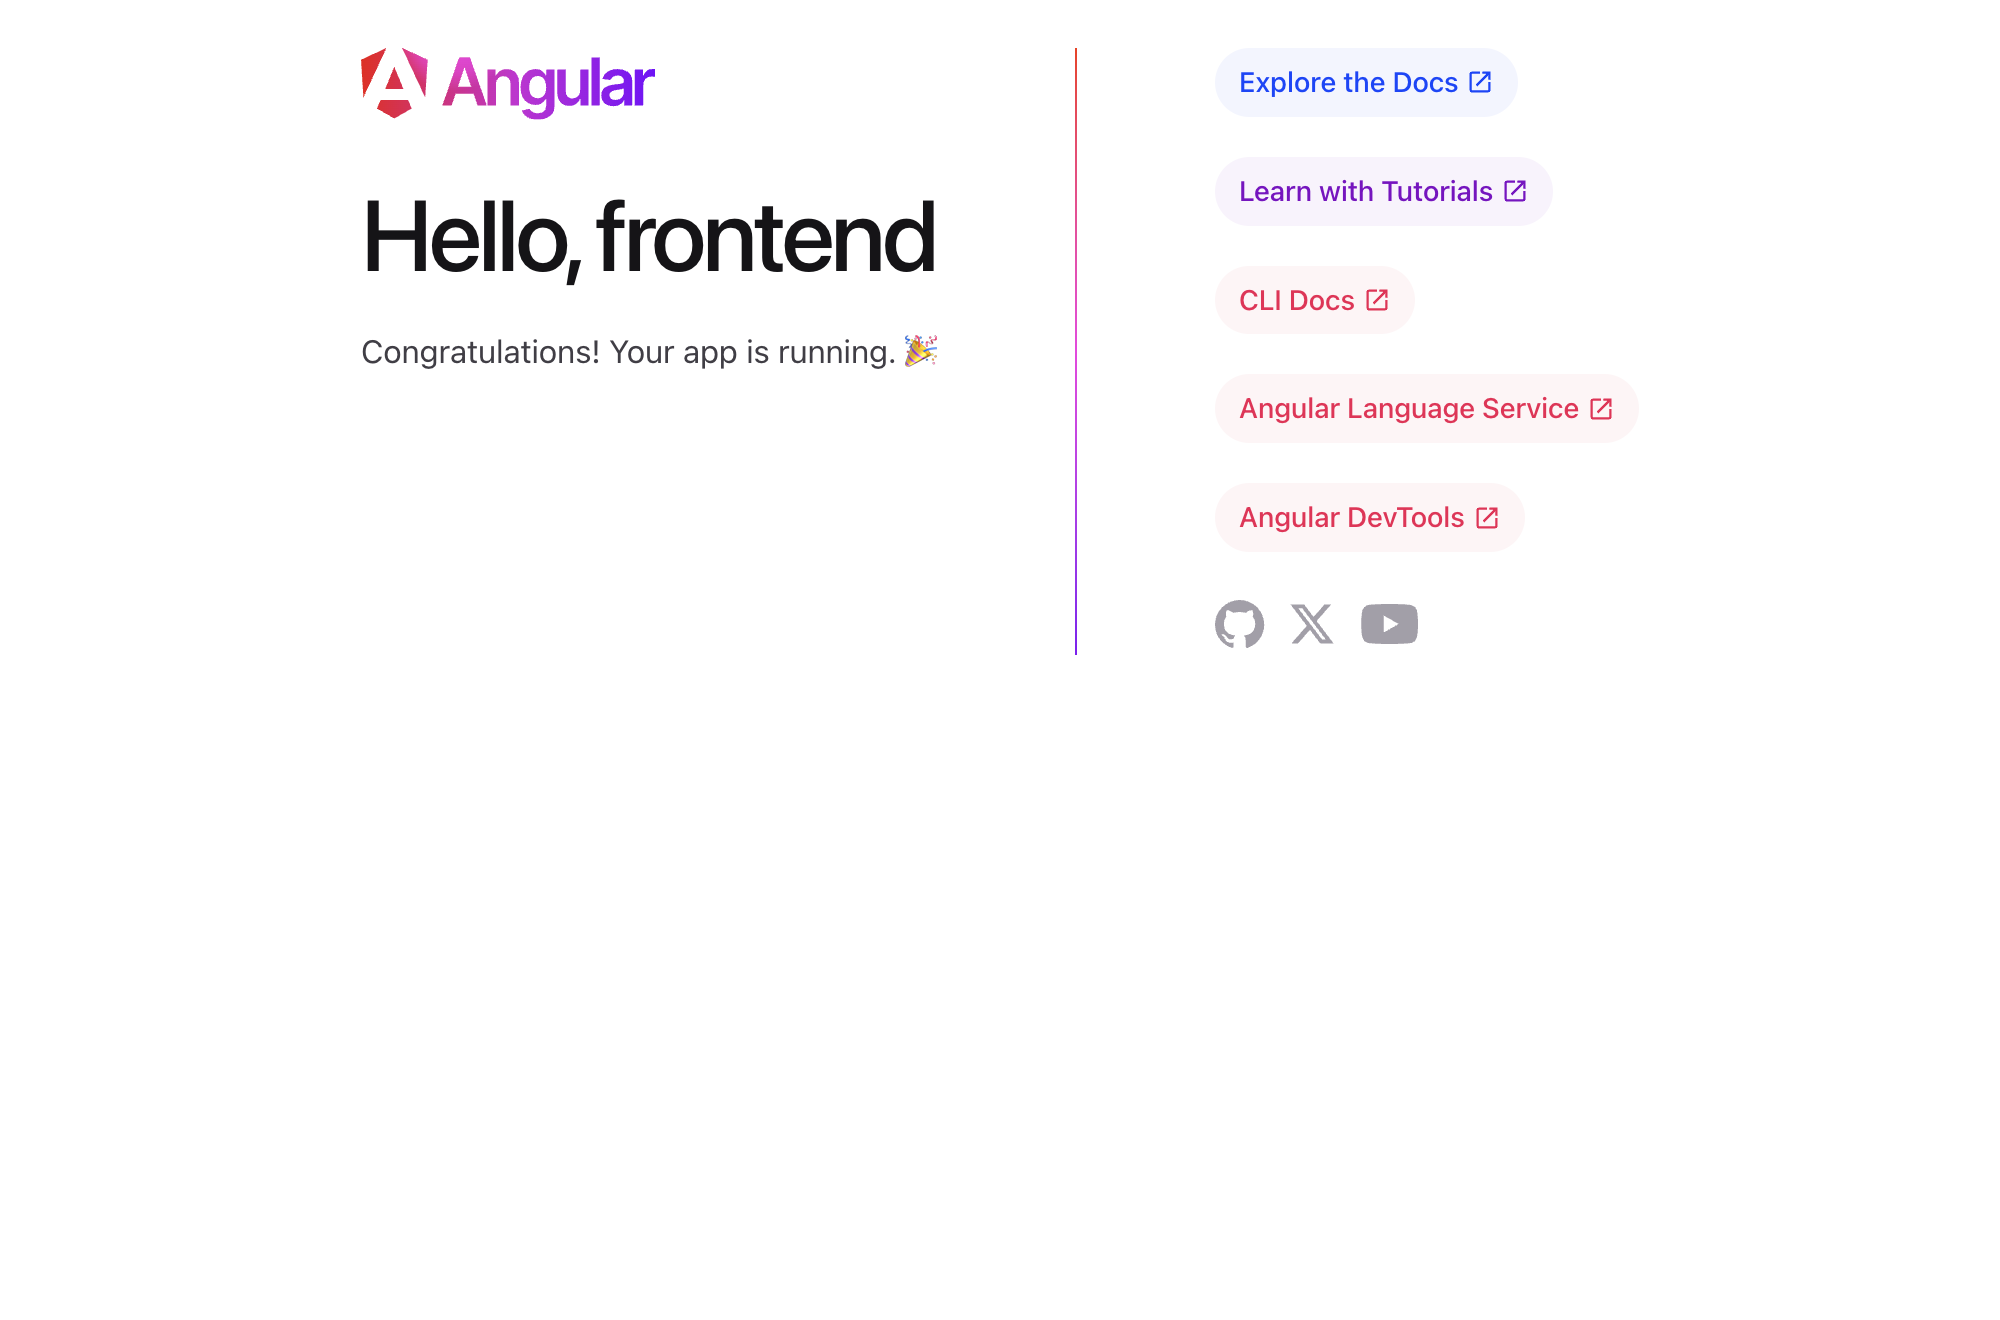 Angular
Hello, frontend
Congratulations! Your app is running. 🎉
Explore the Docs
Learn with Tutorials
CLI Docs
Angular Language Service
Angular DevTools